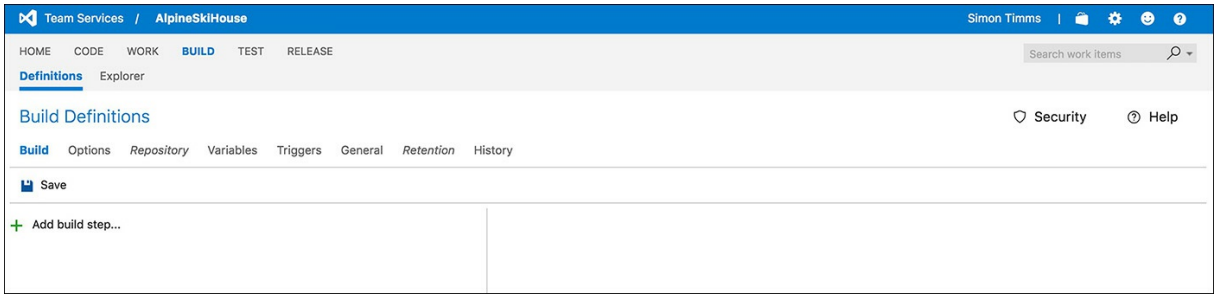 Team Services / AlpineSkiHouse Simon Timms |
HOME CODE WORK BUILD TEST RELEASE Search work items
Definitions Explorer
Build Definitions Security Help
Build Options Repository Variables Triggers General Retention History
Save
+ Add build step...